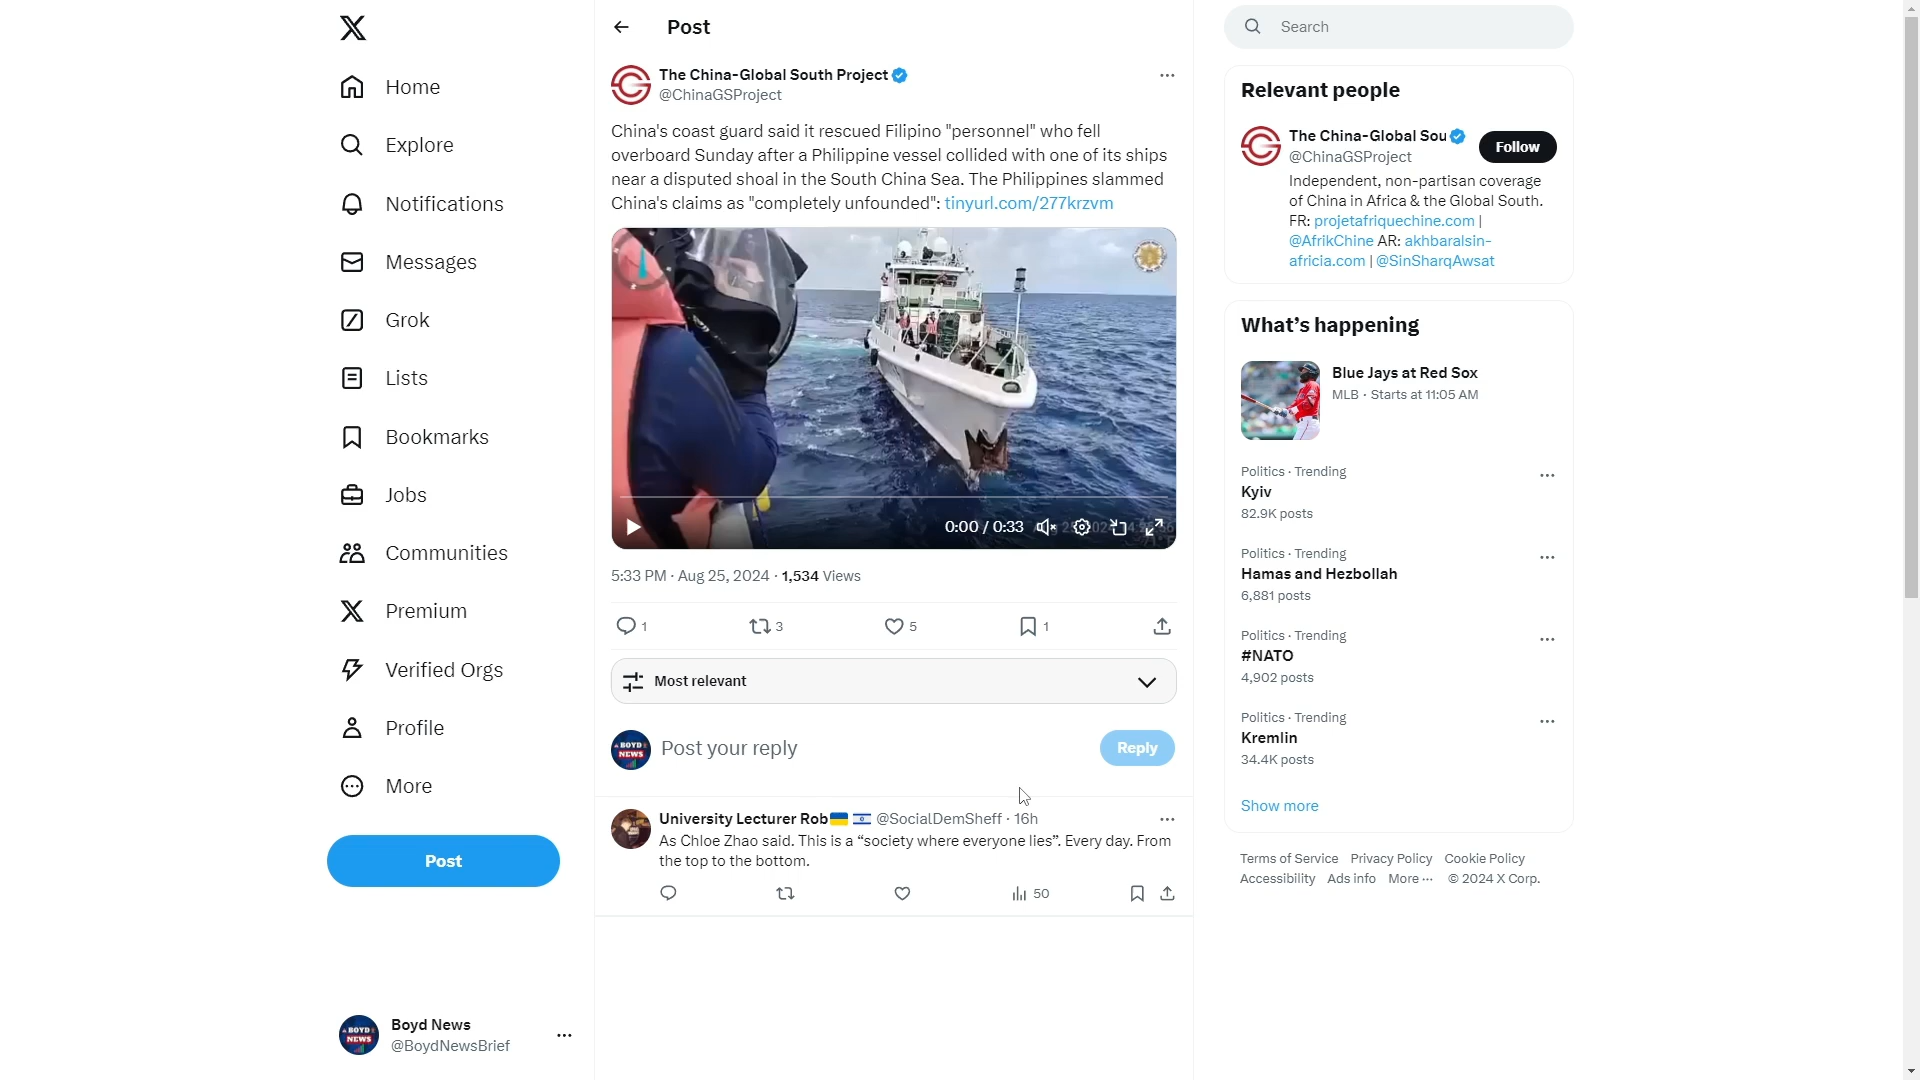 Home
Explore
Notifications
Messages
Grok
Lists
Bookmarks
Jobs
Communities
Premium
Verified Orgs
Profile
More
Post
Boyd News
@BoydNewsBrief
Post
The China-Global South Project
@ChinaGSProject
China's coast guard said it rescued Filipino "personnel" who fell
overboard Sunday after a Philippine vessel collided with one of its ships
near a disputed shoal in the South China Sea. The Philippines slammed
China's claims as "completely unfounded": tinyurl.com/277krzvm
0:00 / 0:33
5:33 PM · Aug 25, 2024 · 1,534 Views
1 3 5 1
Most relevant
BOYD
NEWS
Post your reply
Reply
University Lecturer Rob @SocialDemSheff · 16h
As Chloe Zhao said. This is a “society where everyone lies”. Every day. From
the top to the bottom.
50
Search
Relevant people
The China-Global Sou
@ChinaGSProject
Follow
Independent, non-partisan coverage
of China in Africa & the Global South.
FR: projetafriquechine.com |
@AfrikChine AR: akhbaralsin-
africia.com | @SinSharqAwsat
What’s happening
Blue Jays at Red Sox
MLB · Starts at 11:05 AM
Politics · Trending
Kyiv
82.9K posts
Politics · Trending
Hamas and Hezbollah
6,881 posts
Politics · Trending
#NATO
4,902 posts
Politics · Trending
Kremlin
34.4K posts
Show more
Terms of Service Privacy Policy Cookie Policy
Accessibility Ads info More ··· © 2024 X Corp.